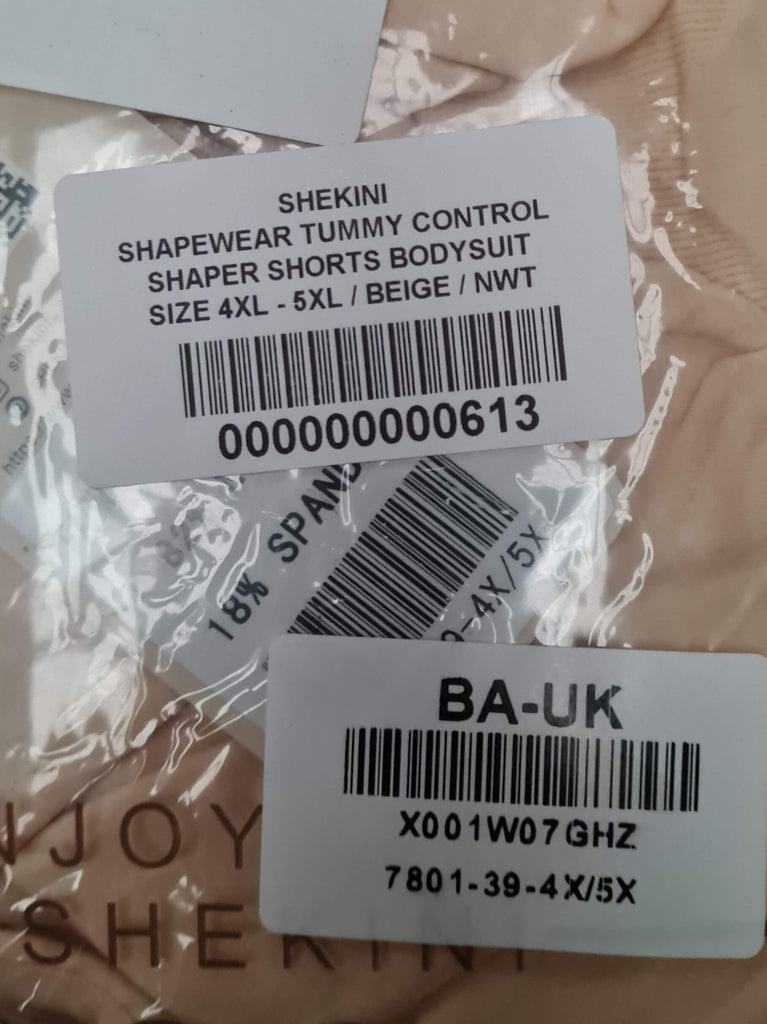 SHEKINI
SHAPEWEAR TUMMY CONTROL
SHAPER SHORTS BODYSUIT
SIZE 4XL - 5XL / BEIGE / NWT
000000000613
18% SPAND
-4X/5X
BA-UK
X001W07GHZ
7801-39-4X/5X
NJOY
SHEKINI